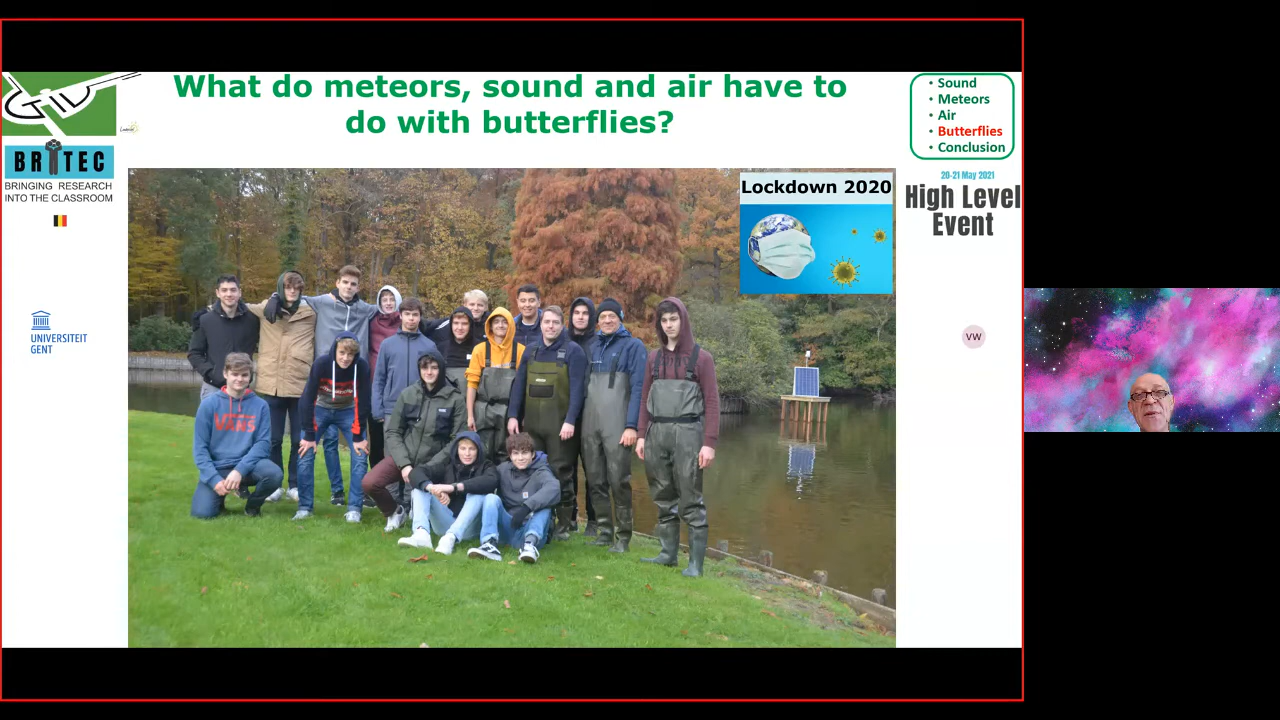 What do meteors, sound and air have to
do with butterflies?
BRITEC
BRINGING RESEARCH
INTO THE CLASSROOM
UNIVERSITEIT
GENT
Lockdown 2020
VANS
• Sound
• Meteors
• Air
• Butterflies
• Conclusion
20-21 May 2021
High Level
Event
VW